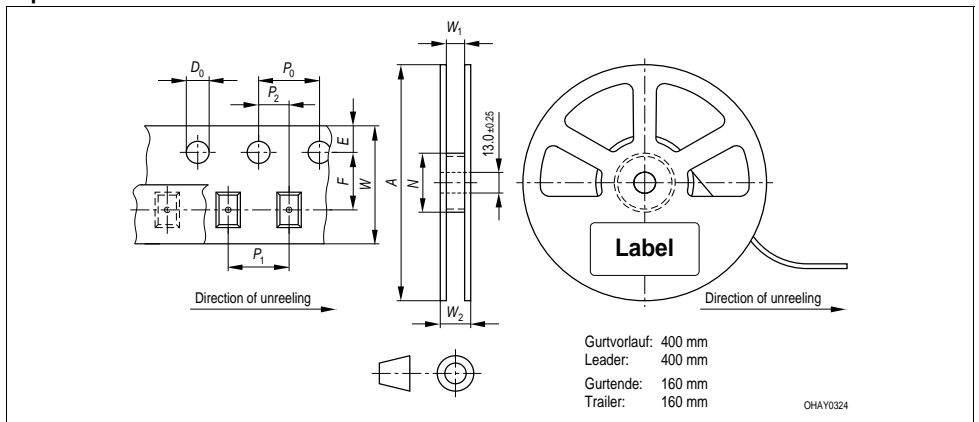 W1
D0
P0
P2
E
13.0±0.25
F
W
A
N
P1
Label
Direction of unreeling
Direction of unreeling
W2
Gurtvorlauf: 400 mm
Leader: 400 mm
Gurtende: 160 mm
Trailer: 160 mm
OHAY0324